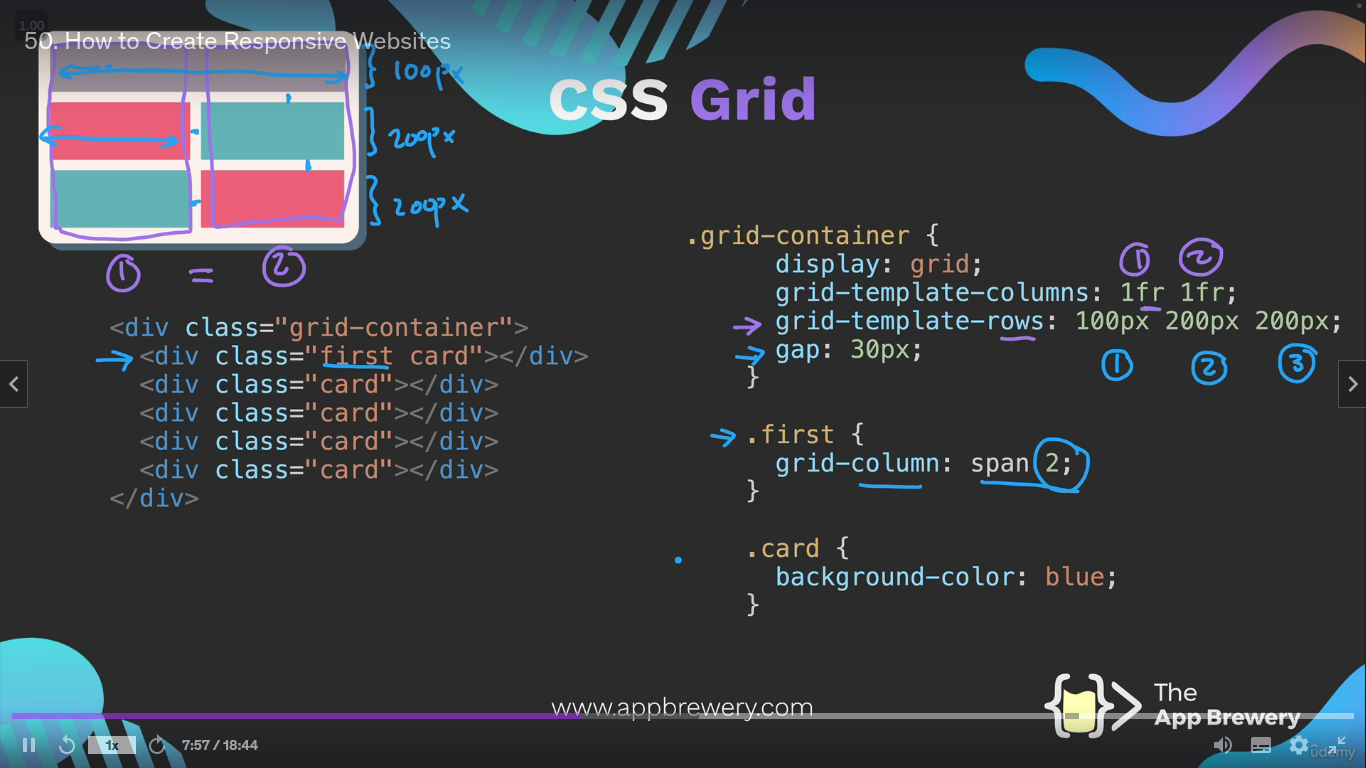 1.00
50. How to Create Responsive Websites
100px
200px
200px
CSS Grid
① = ②
<div class="grid-container">
<div class="first card"></div>
<div class="card"></div>
<div class="card"></div>
<div class="card"></div>
<div class="card"></div>
</div>
.grid-container {
display: grid;
① ②
grid-template-columns: 1fr 1fr;
grid-template-rows: 100px 200px 200px;
gap: 30px;
① ② ③
}
.first {
grid-column: span 2;
}
.card {
background-color: blue;
}
www.appbrewery.com
The
App Brewery
1x
7:57 / 18:44
ûdemy